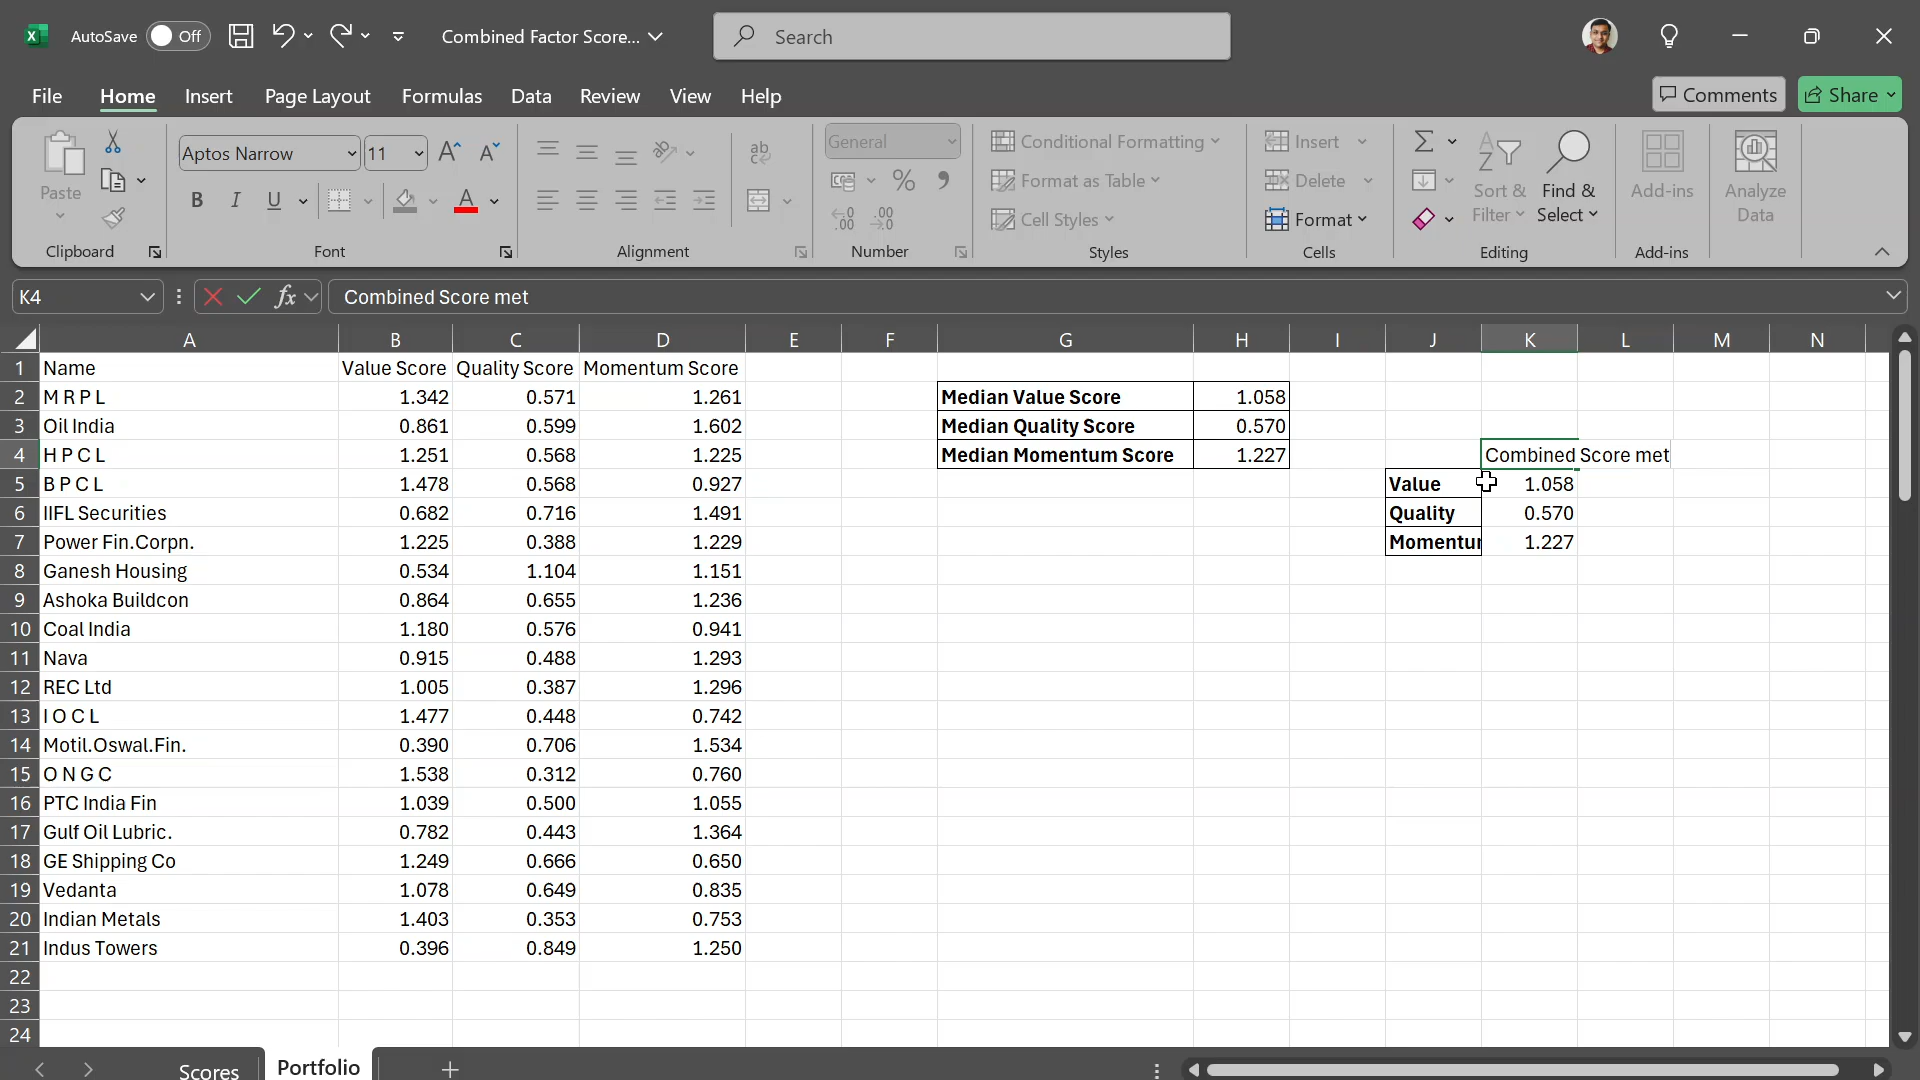 AutoSave Off Combined Factor Score... Search
File Home Insert Page Layout Formulas Data Review View Help Comments Share
Aptos Narrow 11 General Conditional Formatting Insert
Paste Format as Table Delete Sort & Find & Add-ins Analyze
B I U Cell Styles Format Filter Select Data
Clipboard Font Alignment Number Styles Cells Editing Add-ins
K4 fx Combined Score met
A B C D E F G H I J K L M N
1 Name Value Score Quality Score Momentum Score
2 M R P L 1.342 0.571 1.261 Median Value Score 1.058
3 Oil India 0.861 0.599 1.602 Median Quality Score 0.570
4 H P C L 1.251 0.568 1.225 Median Momentum Score 1.227 Combined Score met
5 B P C L 1.478 0.568 0.927 Value 1.058
6 IIFL Securities 0.682 0.716 1.491 Quality 0.570
7 Power Fin.Corpn. 1.225 0.388 1.229 Momentu 1.227
8 Ganesh Housing 0.534 1.104 1.151
9 Ashoka Buildcon 0.864 0.655 1.236
10 Coal India 1.180 0.576 0.941
11 Nava 0.915 0.488 1.293
12 REC Ltd 1.005 0.387 1.296
13 I O C L 1.477 0.448 0.742
14 Motil.Oswal.Fin. 0.390 0.706 1.534
15 O N G C 1.538 0.312 0.760
16 PTC India Fin 1.039 0.500 1.055
17 Gulf Oil Lubric. 0.782 0.443 1.364
18 GE Shipping Co 1.249 0.666 0.650
19 Vedanta 1.078 0.649 0.835
20 Indian Metals 1.403 0.353 0.753
21 Indus Towers 0.396 0.849 1.250
22
23
24
Scores Portfolio